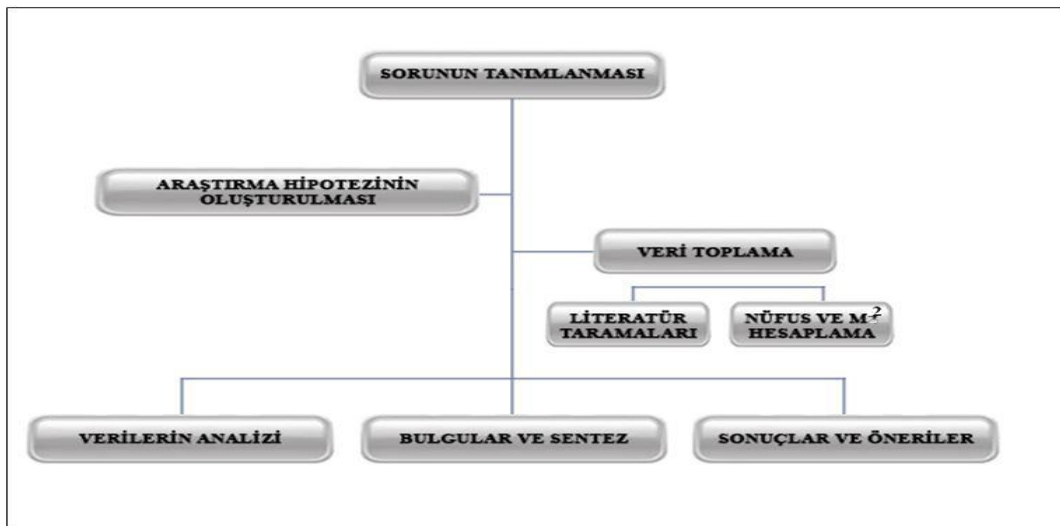 SORUNUN TANIMLANMASI
ARAŞTIRMA HİPOTEZİNİN
OLUŞTURULMASI
VERİ TOPLAMA
LİTERATÜR
TARAMALARI
NÜFUS VE M²
HESAPLAMA
VERİLERİN ANALİZİ
BULGULAR VE SENTEZ
SONUÇLAR VE ÖNERİLER